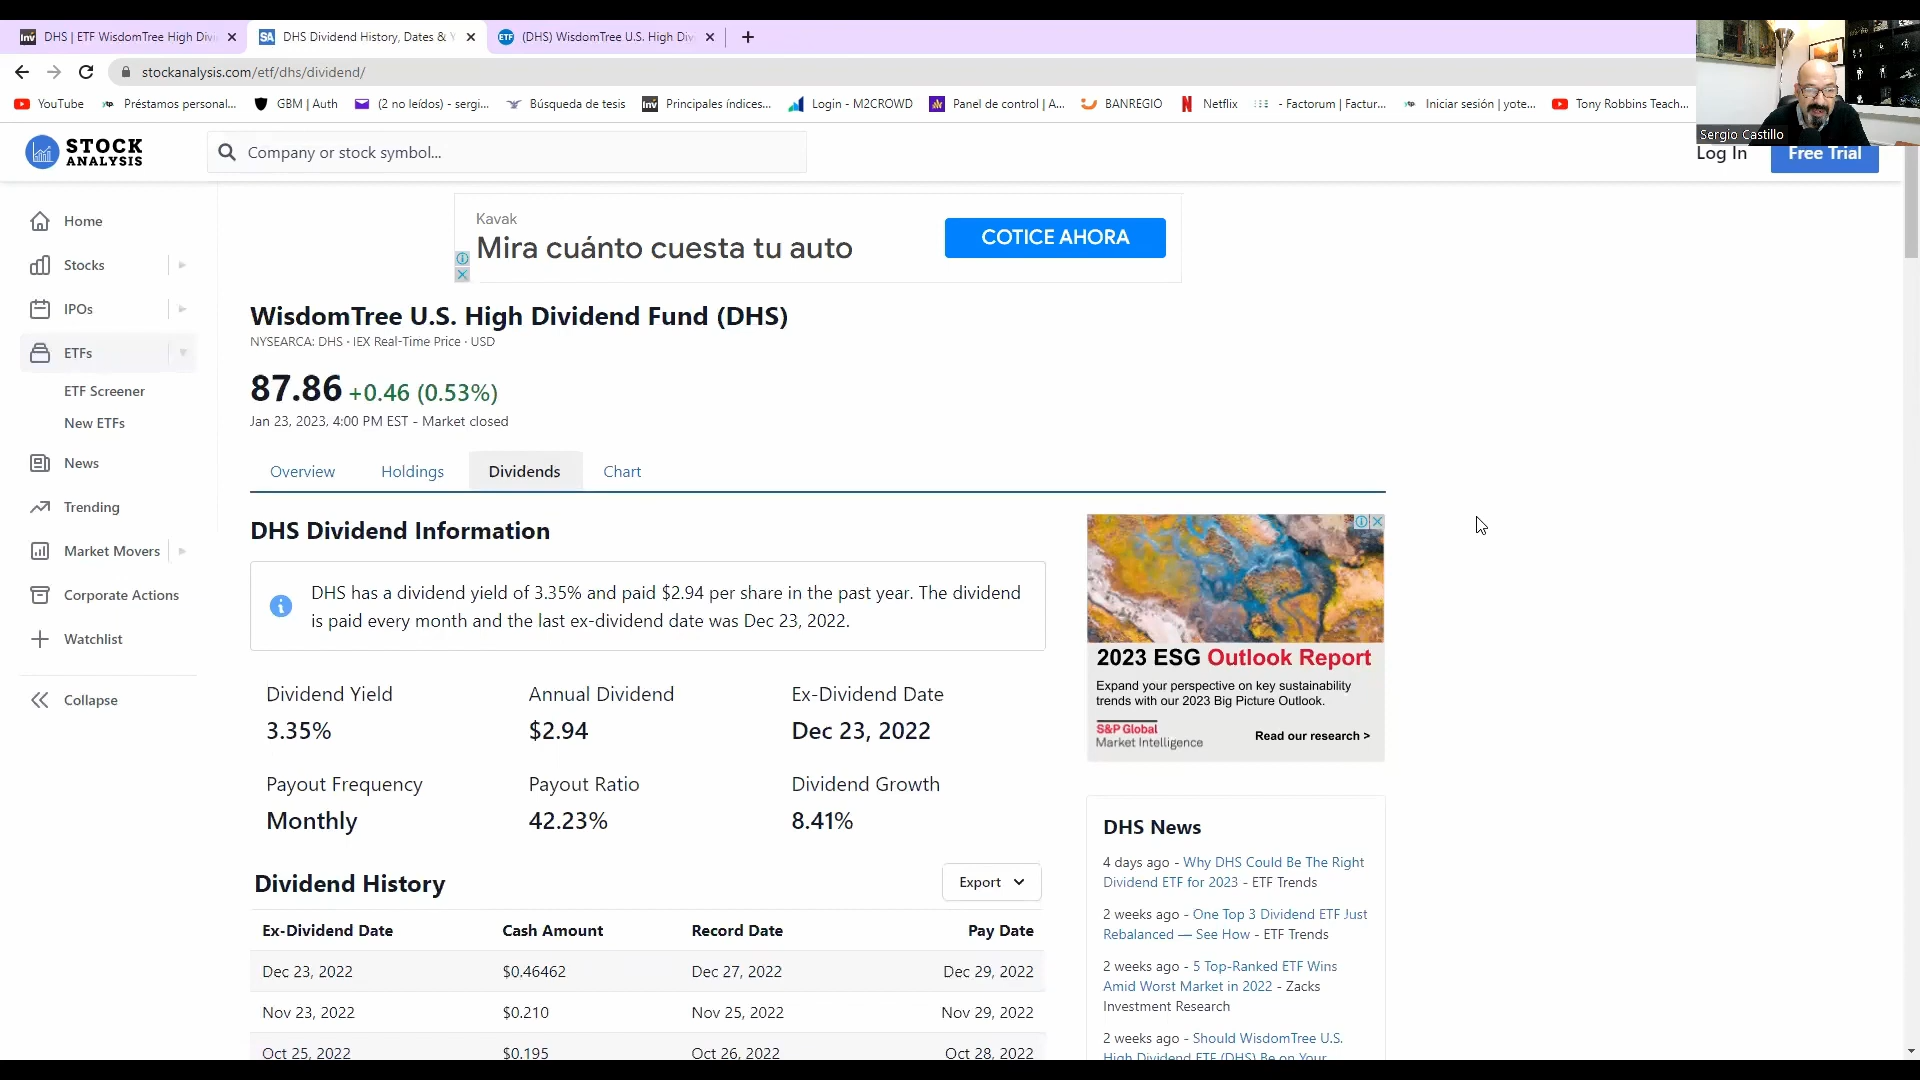 DHS | ETF WisdomTree High Divi
DHS Dividend History, Dates & Y
(DHS) WisdomTree U.S. High Div
stockanalysis.com/etf/dhs/dividend/
YouTube
Préstamos personal...
GBM | Auth
(2 no leídos) - sergi...
Búsqueda de tesis
Principales índices...
Login - M2CROWD
Panel de control | A...
BANREGIO
Netflix
- Factorum | Factur...
Iniciar sesión | yote...
Tony Robbins Teach...
Sergio Castillo
STOCK
ANALYSIS
Company or stock symbol...
Log In
Free Trial
Home
Stocks
IPOs
ETFs
ETF Screener
New ETFs
News
Trending
Market Movers
Corporate Actions
Watchlist
Collapse
Kavak
Mira cuánto cuesta tu auto
COTICE AHORA
WisdomTree U.S. High Dividend Fund (DHS)
NYSEARCA: DHS · IEX Real-Time Price · USD
87.86 +0.46 (0.53%)
Jan 23, 2023, 4:00 PM EST - Market closed
Overview Holdings Dividends Chart
DHS Dividend Information
DHS has a dividend yield of 3.35% and paid $2.94 per share in the past year. The dividend
is paid every month and the last ex-dividend date was Dec 23, 2022.
Dividend Yield Annual Dividend Ex-Dividend Date
3.35% $2.94 Dec 23, 2022
Payout Frequency Payout Ratio Dividend Growth
Monthly 42.23% 8.41%
Dividend History
Export
Ex-Dividend Date Cash Amount Record Date Pay Date
Dec 23, 2022 $0.46462 Dec 27, 2022 Dec 29, 2022
Nov 23, 2022 $0.210 Nov 25, 2022 Nov 29, 2022
Oct 25, 2022 $0.195 Oct 26, 2022 Oct 28, 2022
2023 ESG Outlook Report
Expand your perspective on key sustainability
trends with our 2023 Big Picture Outlook.
S&P Global
Market Intelligence
Read our research >
DHS News
4 days ago - Why DHS Could Be The Right
Dividend ETF for 2023 - ETF Trends
2 weeks ago - One Top 3 Dividend ETF Just
Rebalanced — See How - ETF Trends
2 weeks ago - 5 Top-Ranked ETF Wins
Amid Worst Market in 2022 - Zacks
Investment Research
2 weeks ago - Should WisdomTree U.S.
High Dividend ETF (DHS) Be on Your